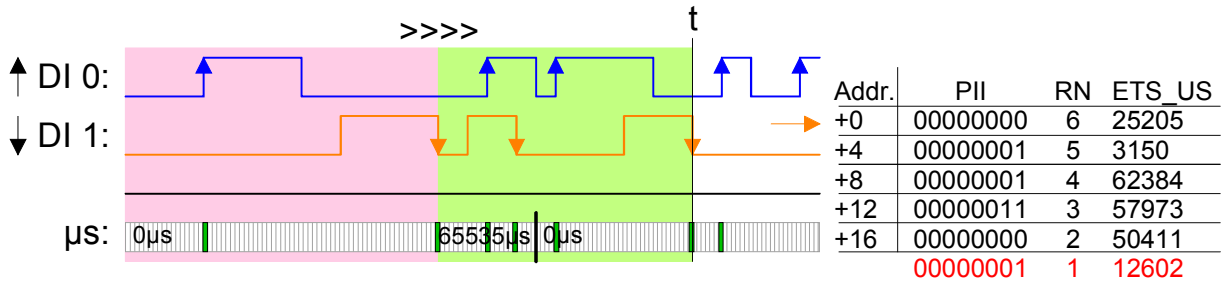 >>>> t
↑ DI 0:
↓ DI 1:
µs: 0µs 65535µs 0µs
Addr. PII RN ETS_US
+0 00000000 6 25205
+4 00000001 5 3150
+8 00000001 4 62384
+12 00000011 3 57973
+16 00000000 2 50411
00000001 1 12602